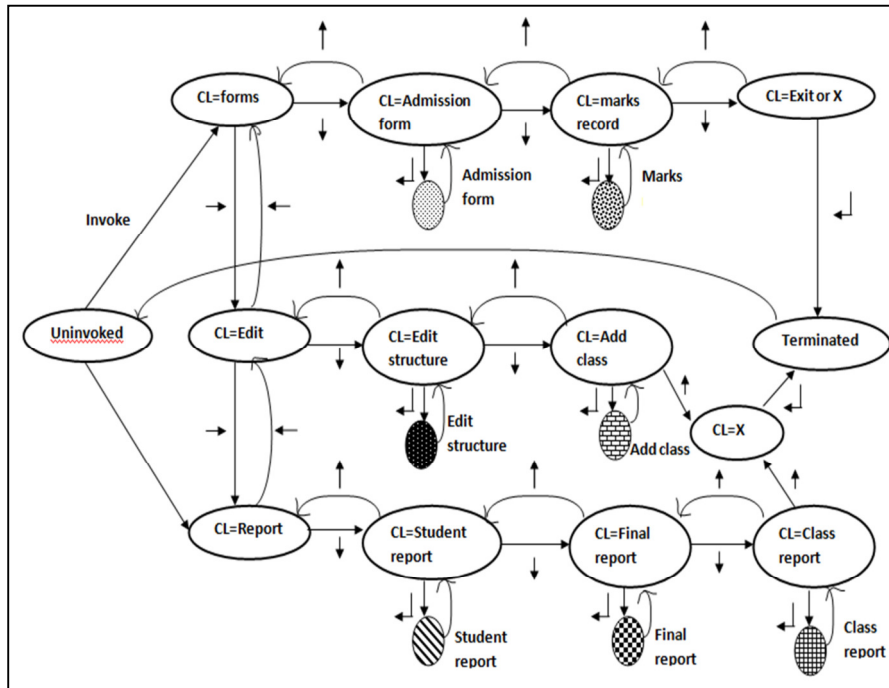 CL=forms
CL=Admission
form
CL=marks
record
CL=Exit or X
Admission
form
Marks
Invoke
Uninvoked
CL=Edit
CL=Edit
structure
CL=Add
class
Terminated
Edit
structure
Add class
CL=X
CL=Report
CL=Student
report
CL=Final
report
CL=Class
report
Student
report
Final
report
Class
report